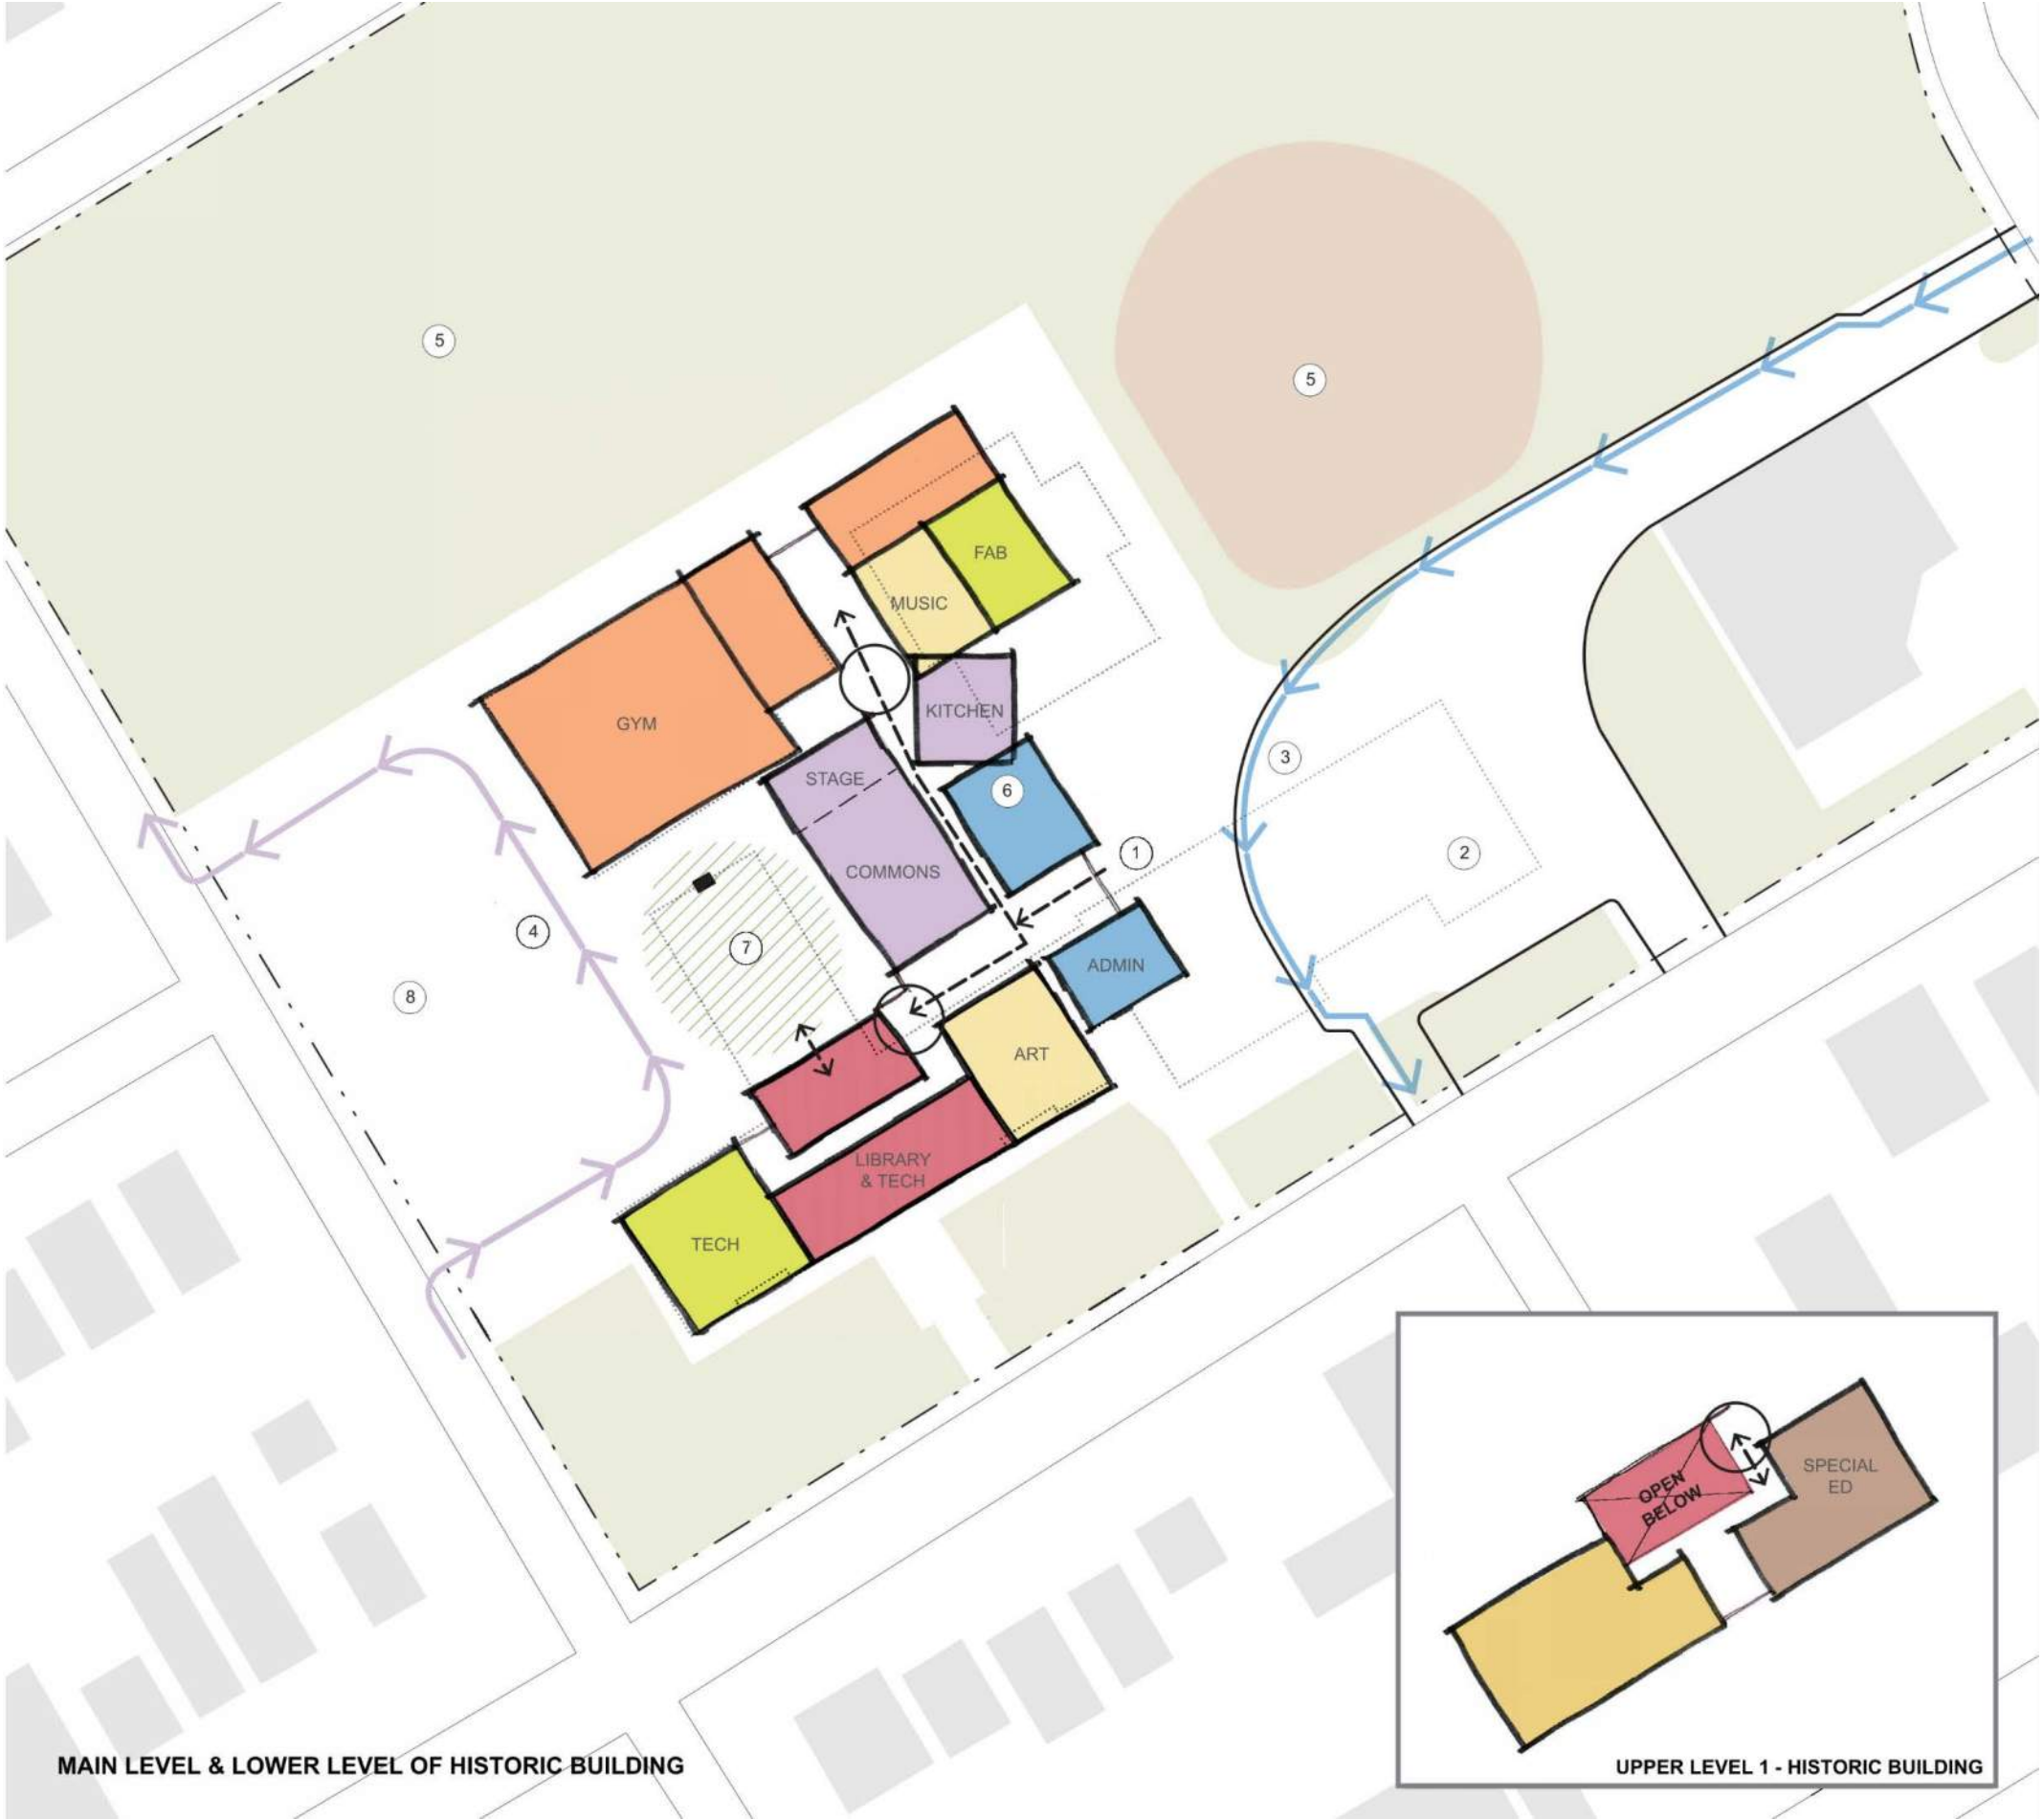 5
5
FAB
MUSIC
KITCHEN
GYM
STAGE
3
6
COMMONS
1
2
4
7
ADMIN
8
ART
LIBRARY
& TECH
TECH
OPEN
BELOW
SPECIAL
ED
MAIN LEVEL & LOWER LEVEL OF HISTORIC BUILDING
UPPER LEVEL 1 - HISTORIC BUILDING